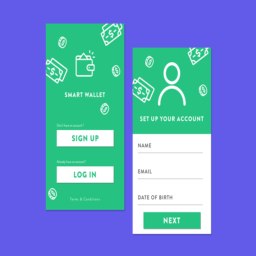 SMART WALLET
Don't have an account?
SIGN UP
Already have an account?
LOG IN
Terms & Conditions
SET UP YOUR ACCOUNT
NAME
EMAIL
DATE OF BIRTH
NEXT